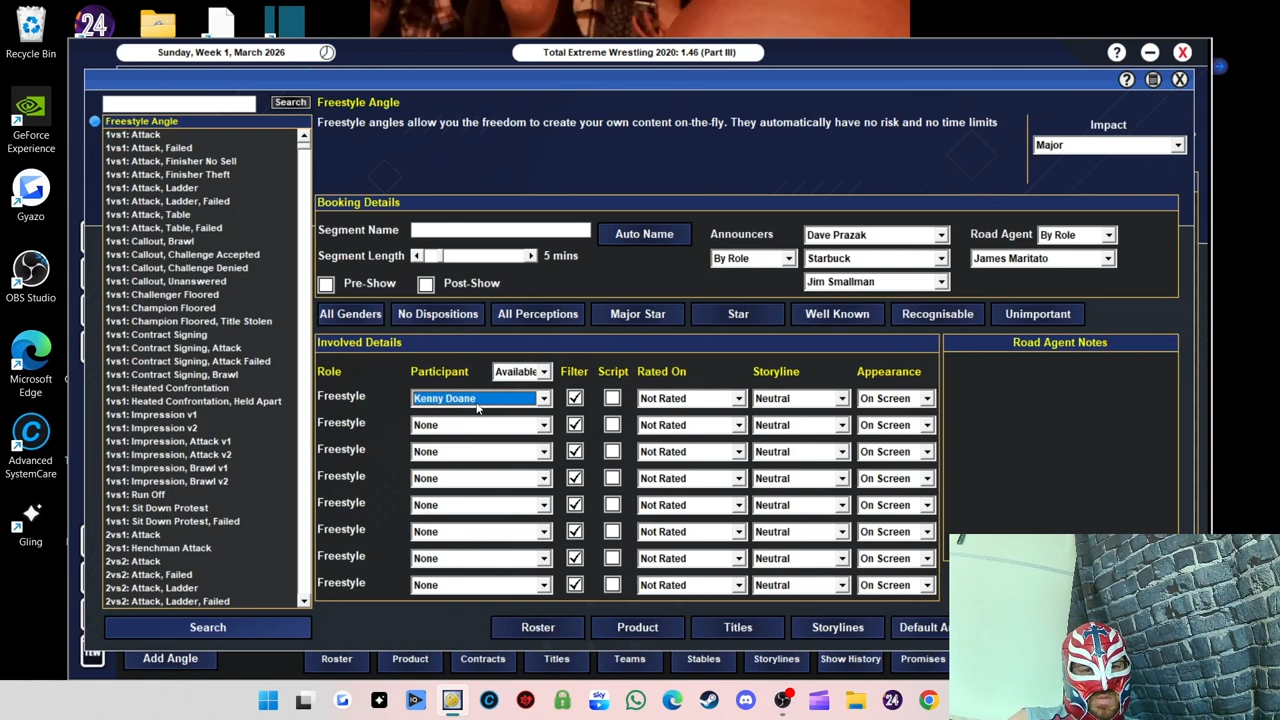 Sunday, Week 1, March 2026
Total Extreme Wrestling 2020: 1.46 (Part III)
Recycle Bin
GeForce
Experience
Gyazo
OBS Studio
Microsoft
Edge
Advanced
SystemCare
Gling
24
Search
Freestyle Angle
1vs1: Attack
1vs1: Attack, Failed
1vs1: Attack, Finisher No Sell
1vs1: Attack, Finisher Theft
1vs1: Attack, Ladder
1vs1: Attack, Ladder, Failed
1vs1: Attack, Table
1vs1: Attack, Table, Failed
1vs1: Callout, Brawl
1vs1: Callout, Challenge Accepted
1vs1: Callout, Challenge Denied
1vs1: Callout, Unanswered
1vs1: Challenger Floored
1vs1: Champion Floored
1vs1: Champion Floored, Title Stolen
1vs1: Contract Signing
1vs1: Contract Signing, Attack
1vs1: Contract Signing, Attack Failed
1vs1: Contract Signing, Brawl
1vs1: Heated Confrontation
1vs1: Heated Confrontation, Held Apart
1vs1: Impression v1
1vs1: Impression v2
1vs1: Impression, Attack v1
1vs1: Impression, Attack v2
1vs1: Impression, Brawl v1
1vs1: Impression, Brawl v2
1vs1: Run Off
1vs1: Sit Down Protest
1vs1: Sit Down Protest, Failed
2vs1: Attack
2vs1: Henchman Attack
2vs2: Attack
2vs2: Attack, Failed
2vs2: Attack, Ladder
2vs2: Attack, Ladder, Failed
Search
Freestyle Angle
Freestyle angles allow you the freedom to create your own content on-the-fly. They automatically have no risk and no time limits
Impact
Major
Booking Details
Segment Name Auto Name Announcers Dave Prazak Road Agent By Role
Segment Length 5 mins By Role Starbuck James Maritato
Pre-Show Post-Show Jim Smallman
All Genders No Dispositions All Perceptions Major Star Star Well Known Recognisable Unimportant
Involved Details Road Agent Notes
Role Participant Available Filter Script Rated On Storyline Appearance
Freestyle Kenny Doane Not Rated Neutral On Screen
Freestyle None Not Rated Neutral On Screen
Freestyle None Not Rated Neutral On Screen
Freestyle None Not Rated Neutral On Screen
Freestyle None Not Rated Neutral On Screen
Freestyle None Not Rated Neutral On Screen
Freestyle None Not Rated Neutral On Screen
Freestyle None Not Rated Neutral On Screen
Roster Product Titles Storylines
Add Angle Roster Product Contracts Titles Teams Stables Storylines Show History Promises
sky
24